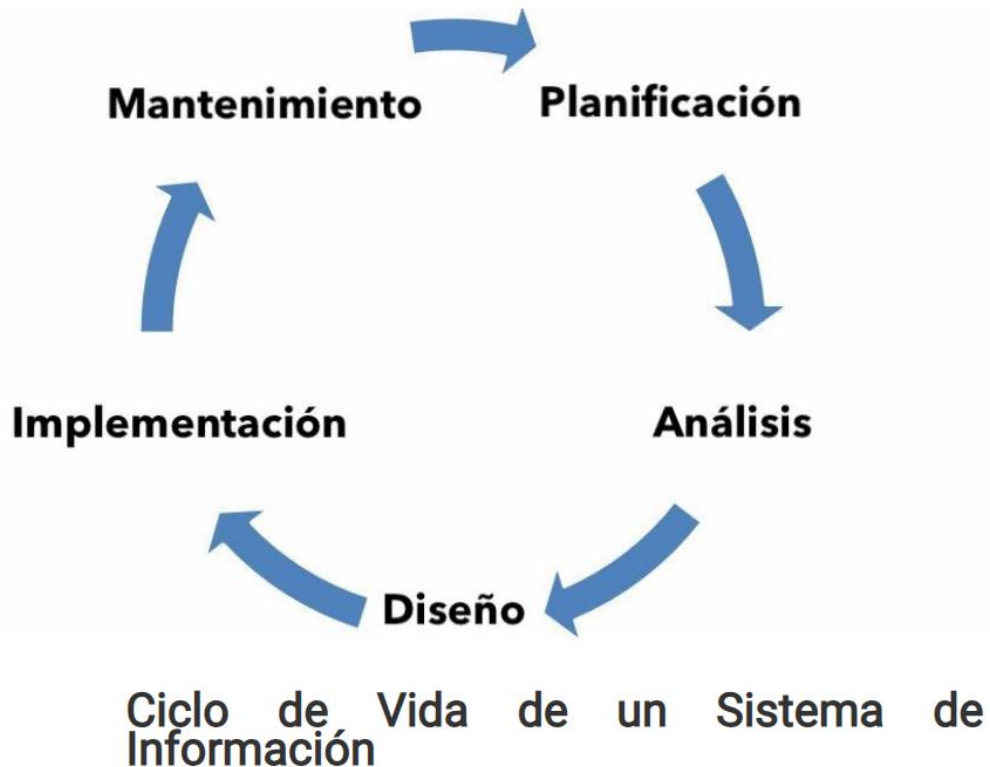 Mantenimiento
Planificación
Implementación
Análisis
Diseño
Ciclo de Vida de un Sistema de
Información